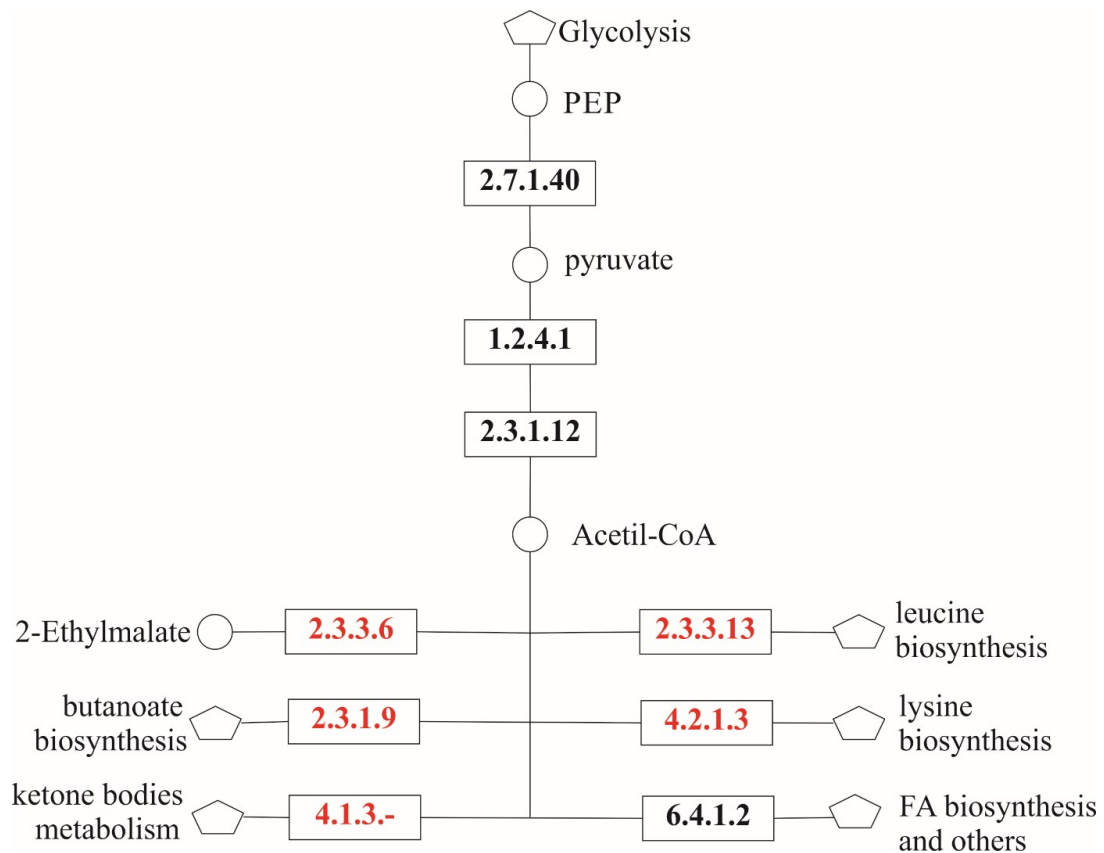 Glycolysis
PEP
2.7.1.40
pyruvate
1.2.4.1
2.3.1.12
Acetil-CoA
2-Ethylmalate
2.3.3.6
2.3.3.13
leucine
biosynthesis
butanoate
biosynthesis
2.3.1.9
4.2.1.3
lysine
biosynthesis
ketone bodies
metabolism
4.1.3.-
6.4.1.2
FA biosynthesis
and others